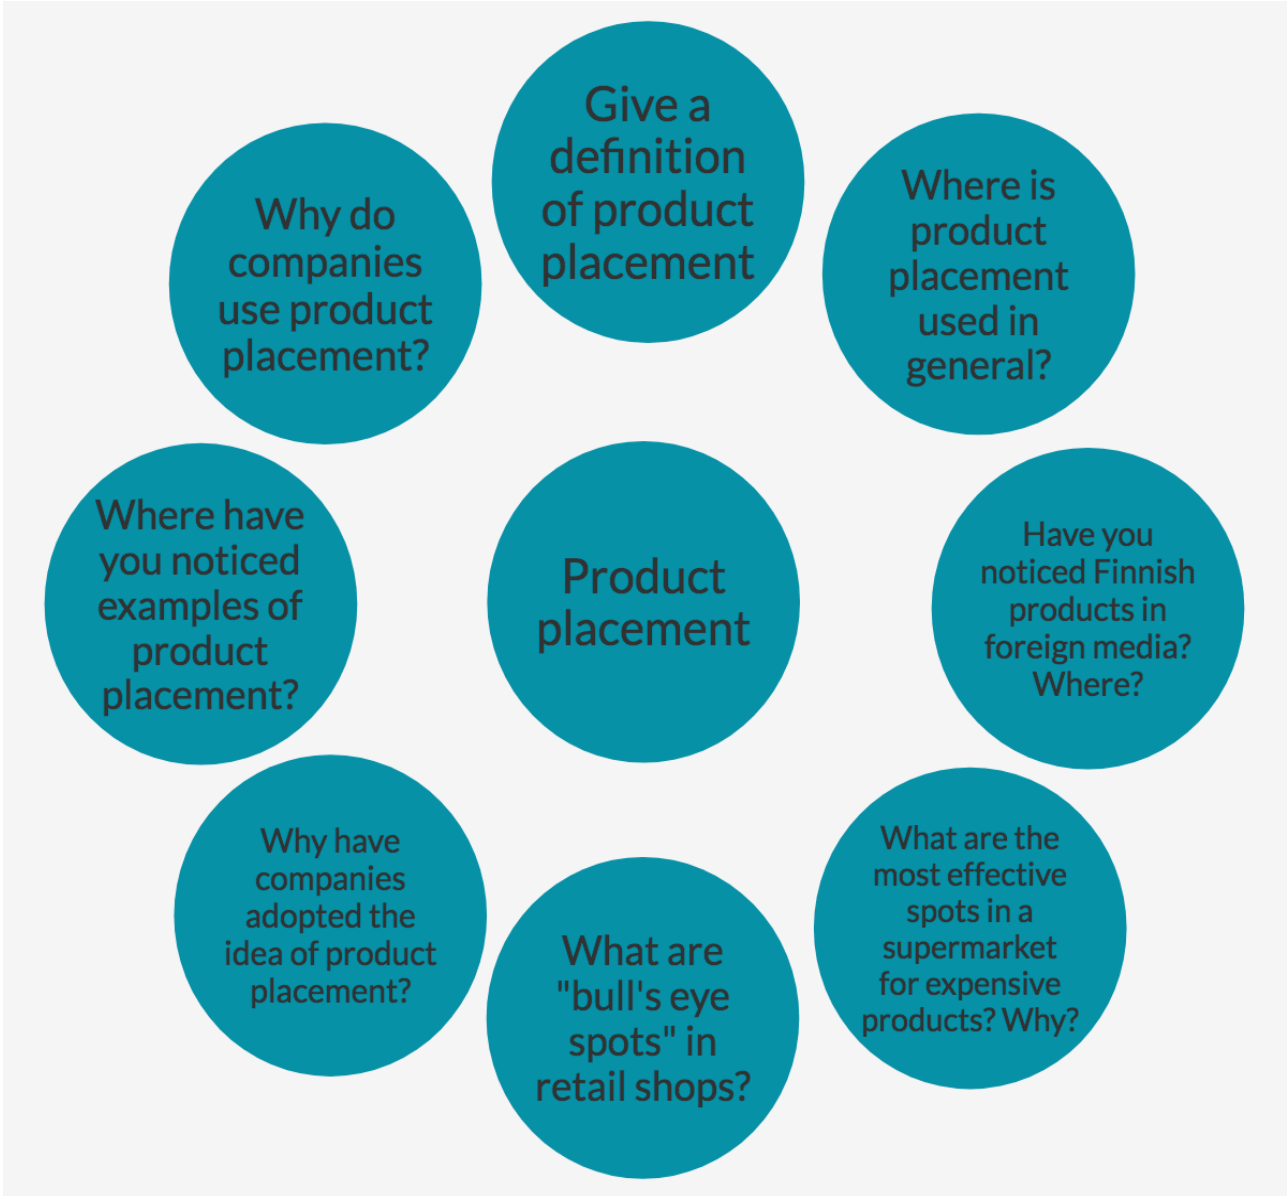 Give a
definition
of product
placement
Where is
product
placement
used in
general?
Have you
noticed Finnish
products in
foreign media?
Where?
What are the
most effective
spots in a
supermarket
for expensive
products? Why?
What are
"bull's eye
spots" in
retail shops?
Why have
companies
adopted the
idea of product
placement?
Where have
you noticed
examples of
product
placement?
Why do
companies
use product
placement?
Product
placement